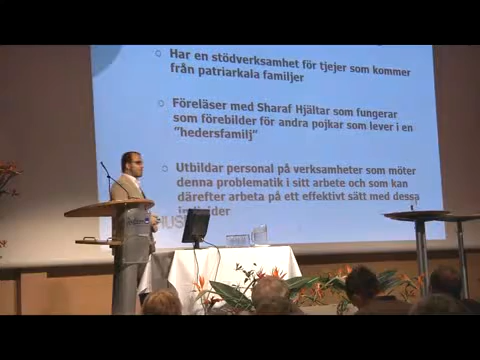 Har en stödverksamhet för tjejer som kommer
från patriarkala familjer
Föreläser med Sharaf Hjältar som fungerar
som förebilder för andra pojkar som lever i en
"hedersfamilj"
Utbildar personal på verksamheter som möter
denna problematik i sitt arbete och som kan
därefter arbeta på ett effektivt sätt med dessa
individer